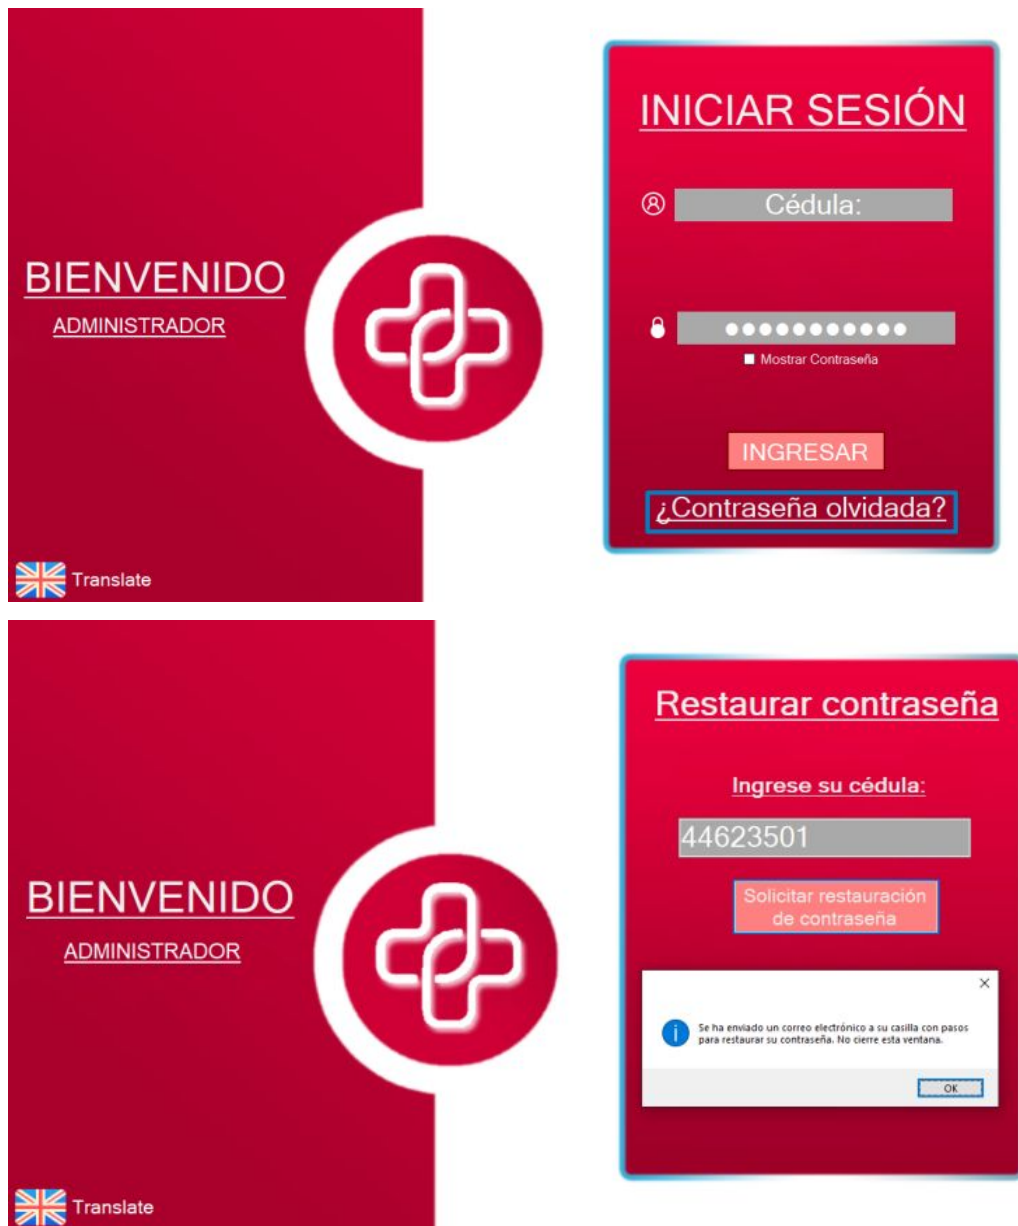 BIENVENIDO
ADMINISTRADOR
Translate
INICIAR SESIÓN
Cédula:
●●●●●●●●●●●
Mostrar Contraseña
INGRESAR
¿Contraseña olvidada?
BIENVENIDO
ADMINISTRADOR
Translate
Restaurar contraseña
Ingrese su cédula:
44623501
Solicitar restauración
de contraseña
Se ha enviado un correo electrónico a su casilla con pasos
para restaurar su contraseña. No cierre esta ventana.
OK